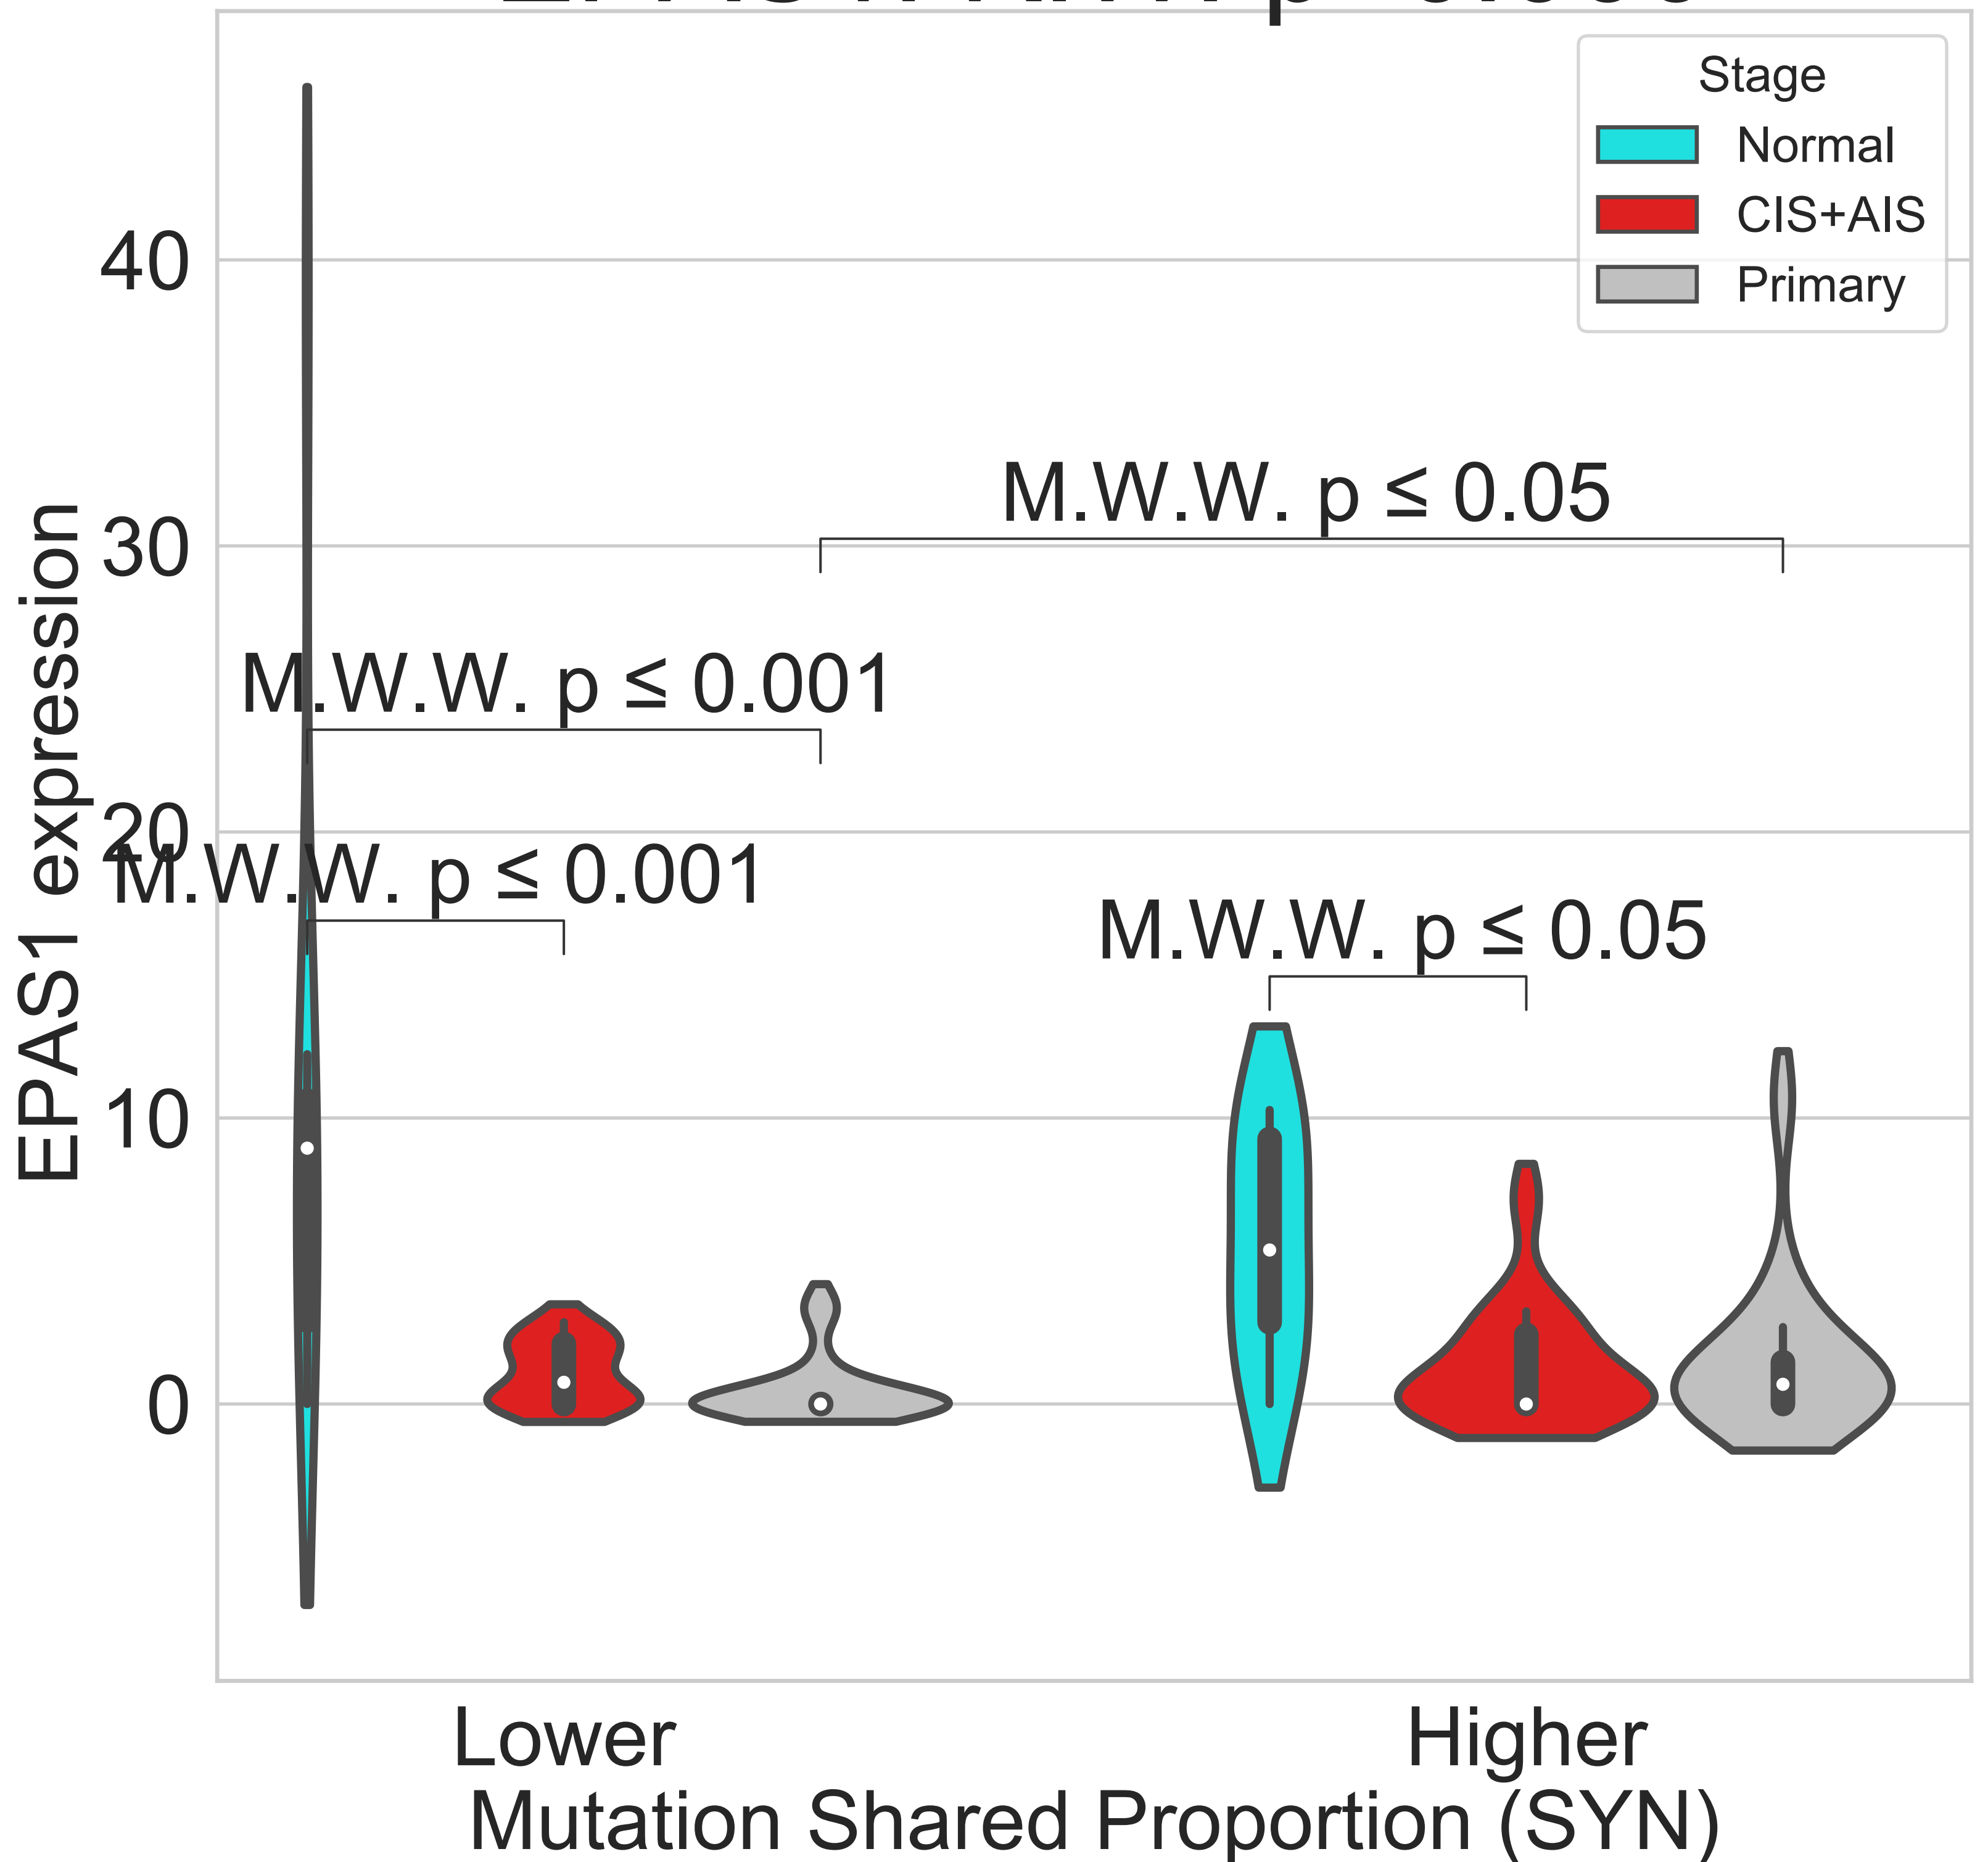 Stage
Normal
CIS+AIS
Primary
EPAS1 expression
40
30
20
10
0
M.W.W. p ≤ 0.05
M.W.W. p ≤ 0.001
M.W.W. p ≤ 0.001
M.W.W. p ≤ 0.05
Lower
Higher
Mutation Shared Proportion (SYN)